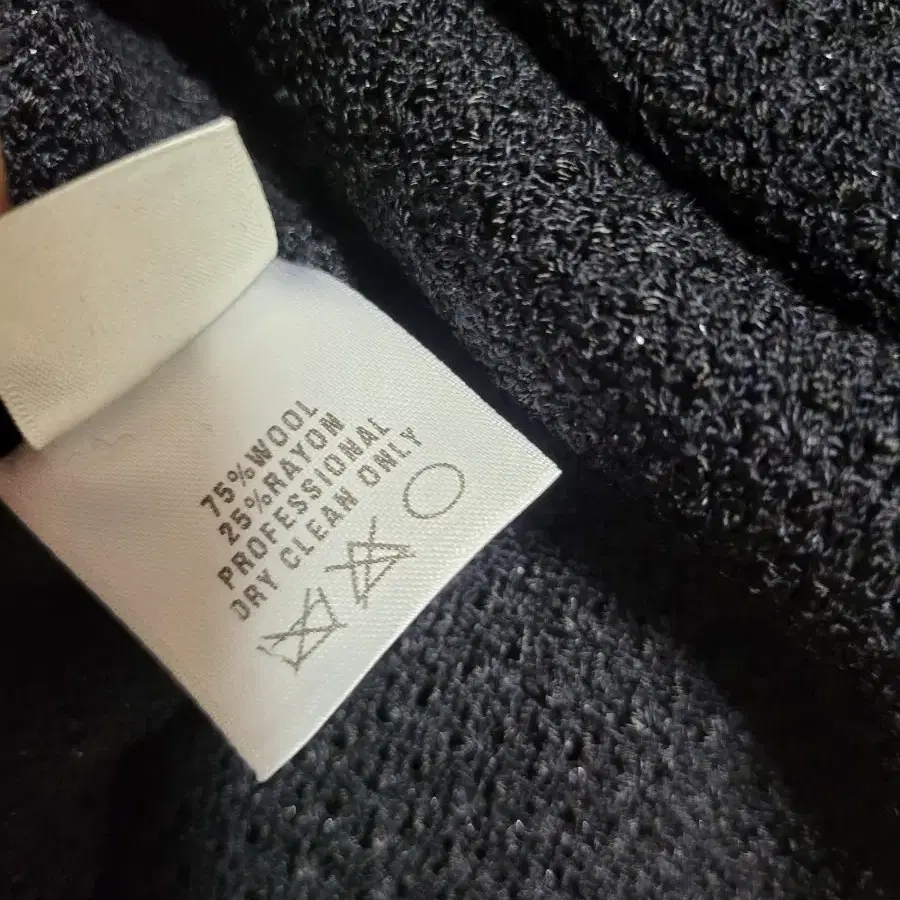 75%WOOL
25%RAYON
PROFESSIONAL
DRY CLEAN ONLY